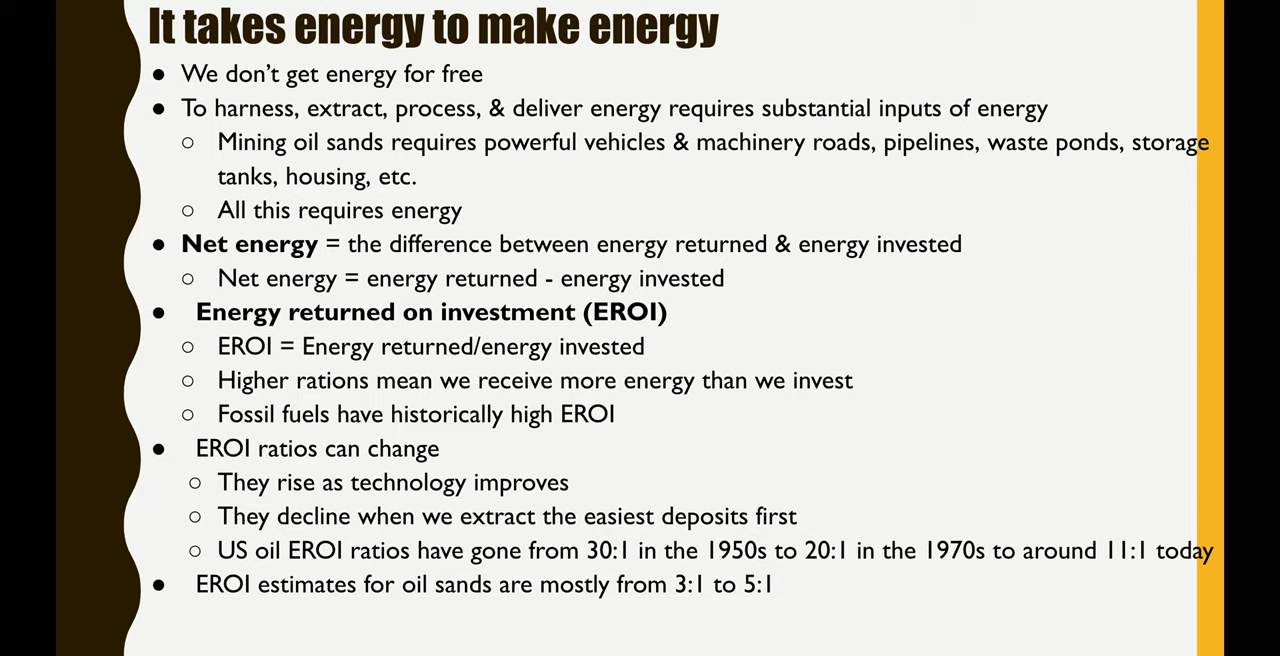 It takes energy to make energy
● We don't get energy for free
● To harness, extract, process, & deliver energy requires substantial inputs of energy
○ Mining oil sands requires powerful vehicles & machinery roads, pipelines, waste ponds, storage
tanks, housing, etc.
○ All this requires energy
● Net energy = the difference between energy returned & energy invested
○ Net energy = energy returned - energy invested
● Energy returned on investment (EROI)
○ EROI = Energy returned/energy invested
○ Higher rations mean we receive more energy than we invest
○ Fossil fuels have historically high EROI
● EROI ratios can change
○ They rise as technology improves
○ They decline when we extract the easiest deposits first
○ US oil EROI ratios have gone from 30:1 in the 1950s to 20:1 in the 1970s to around 11:1 today
● EROI estimates for oil sands are mostly from 3:1 to 5:1